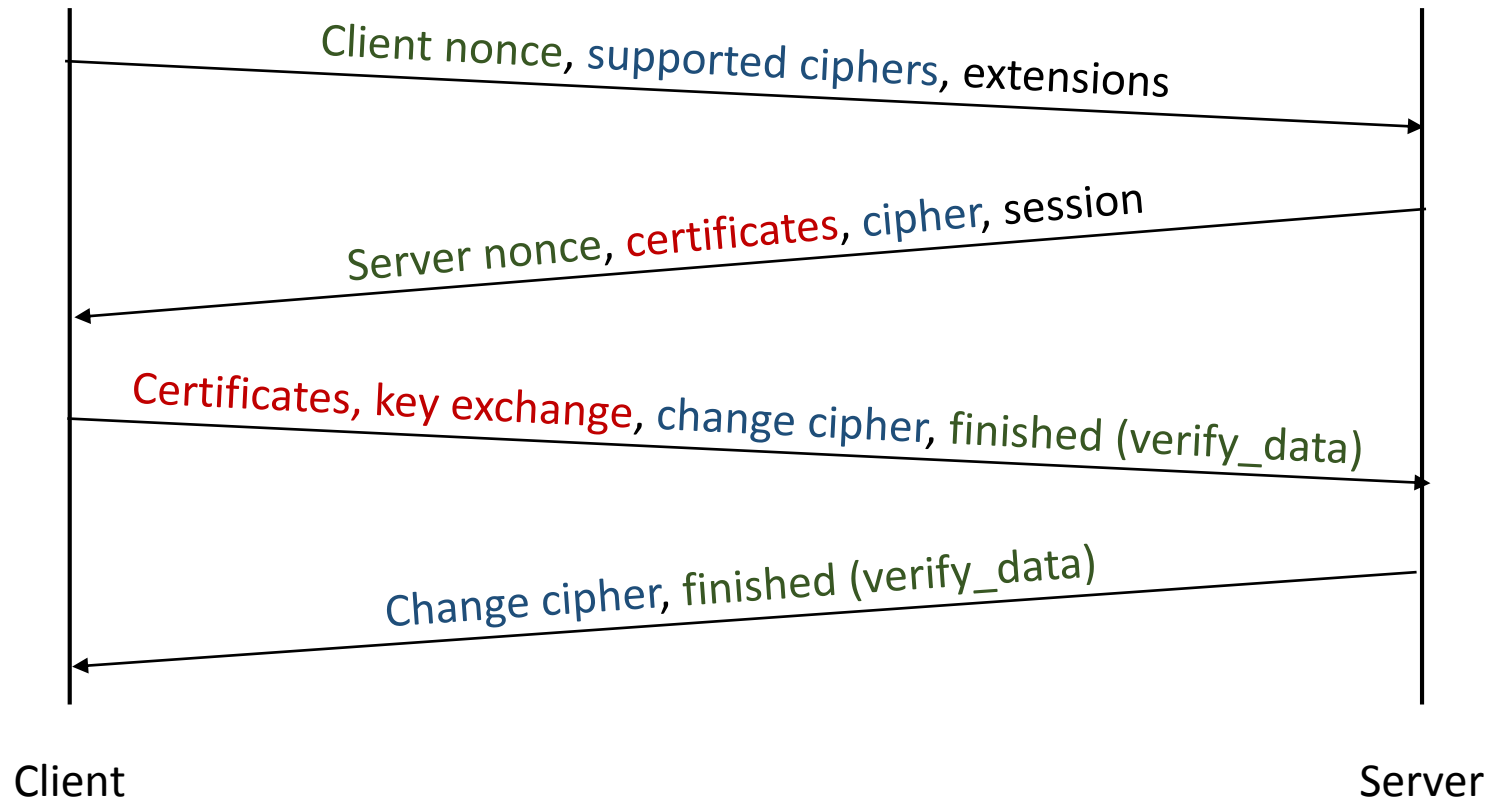 Client nonce, supported ciphers, extensions
Server nonce, certificates, cipher, session
Certificates, key exchange, change cipher, finished (verify_data)
Change cipher, finished (verify_data)
Client
Server